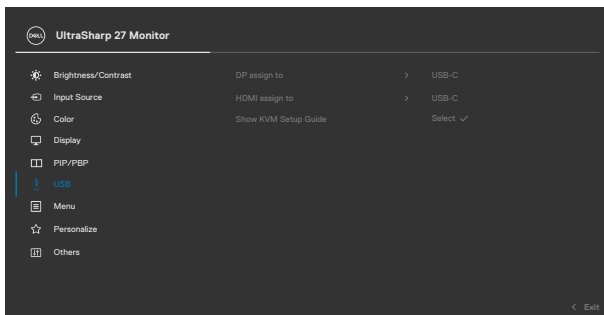 DELL UltraSharp 27 Monitor
Brightness/Contrast DP assign to > USB-C
Input Source HDMI assign to > USB-C
Color Show KVM Setup Guide Select ✓
Display
PIP/PBP
USB
Menu
Personalize
Others
< Exit